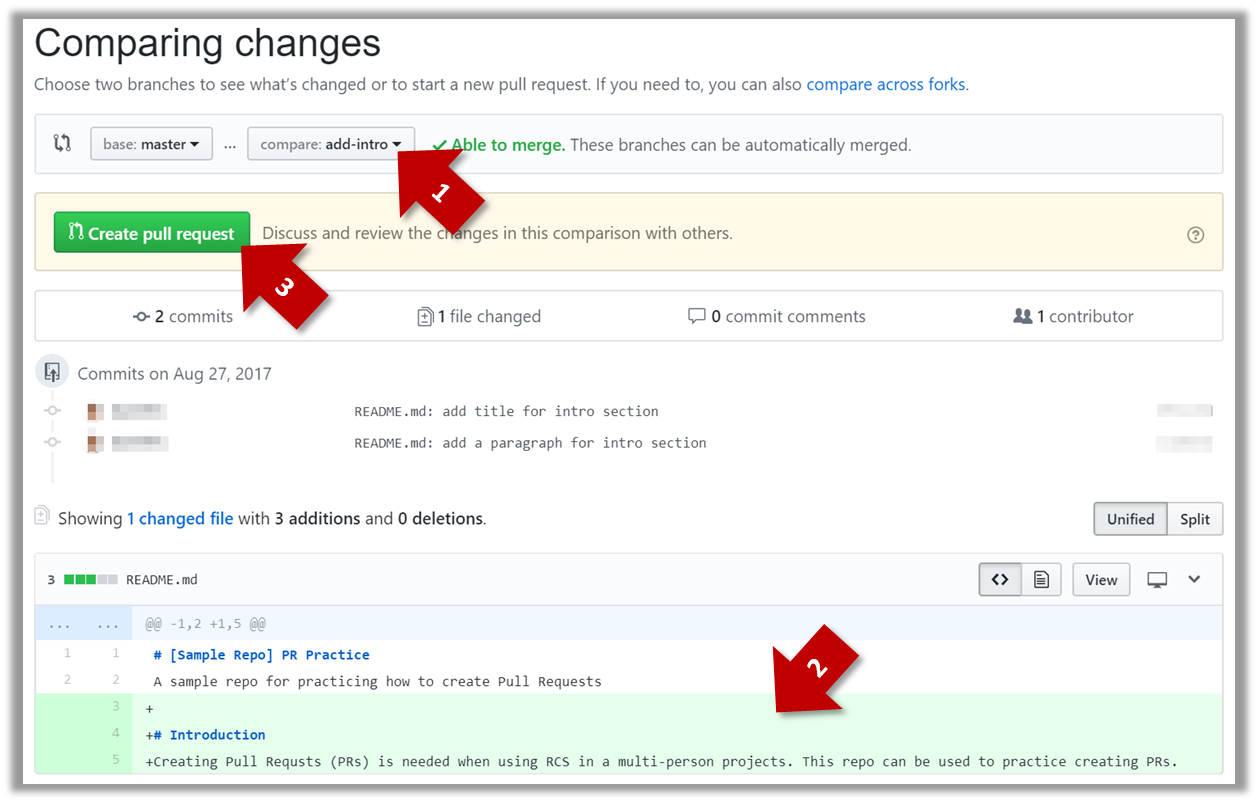 Comparing changes
Choose two branches to see what's changed or to start a new pull request. If you need to, you can also compare across forks.
base: master ... compare: add-intro Able to merge. These branches can be automatically merged.
1
Create pull request Discuss and review the changes in this comparison with others.
3
2 commits 1 file changed 0 commit comments 1 contributor
Commits on Aug 27, 2017
README.md: add title for intro section
README.md: add a paragraph for intro section
Showing 1 changed file with 3 additions and 0 deletions. Unified Split
3 README.md <> View
... ... @@ -1,2 +1,5 @@
1 1 # [Sample Repo] PR Practice
2 2 A sample repo for practicing how to create Pull Requests
2
3 +
4 +# Introduction
5 +Creating Pull Requsts (PRs) is needed when using RCS in a multi-person projects. This repo can be used to practice creating PRs.